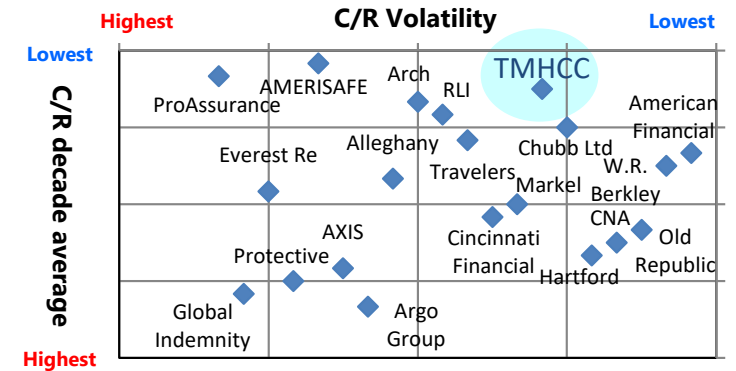 C/R Volatility
Highest
Lowest
Lowest
TMHCC
Arch
AMERISAFE
RLI
ProAssurance
American
Financial
Alleghany
Chubb Ltd
Everest Re
W.R.
Berkley
Travelers
Markel
CNA
AXIS
Cincinnati
Financial
Old
Republic
Protective
Hartford
Global
Indemnity
Argo
Group
C/R decade average
Highest